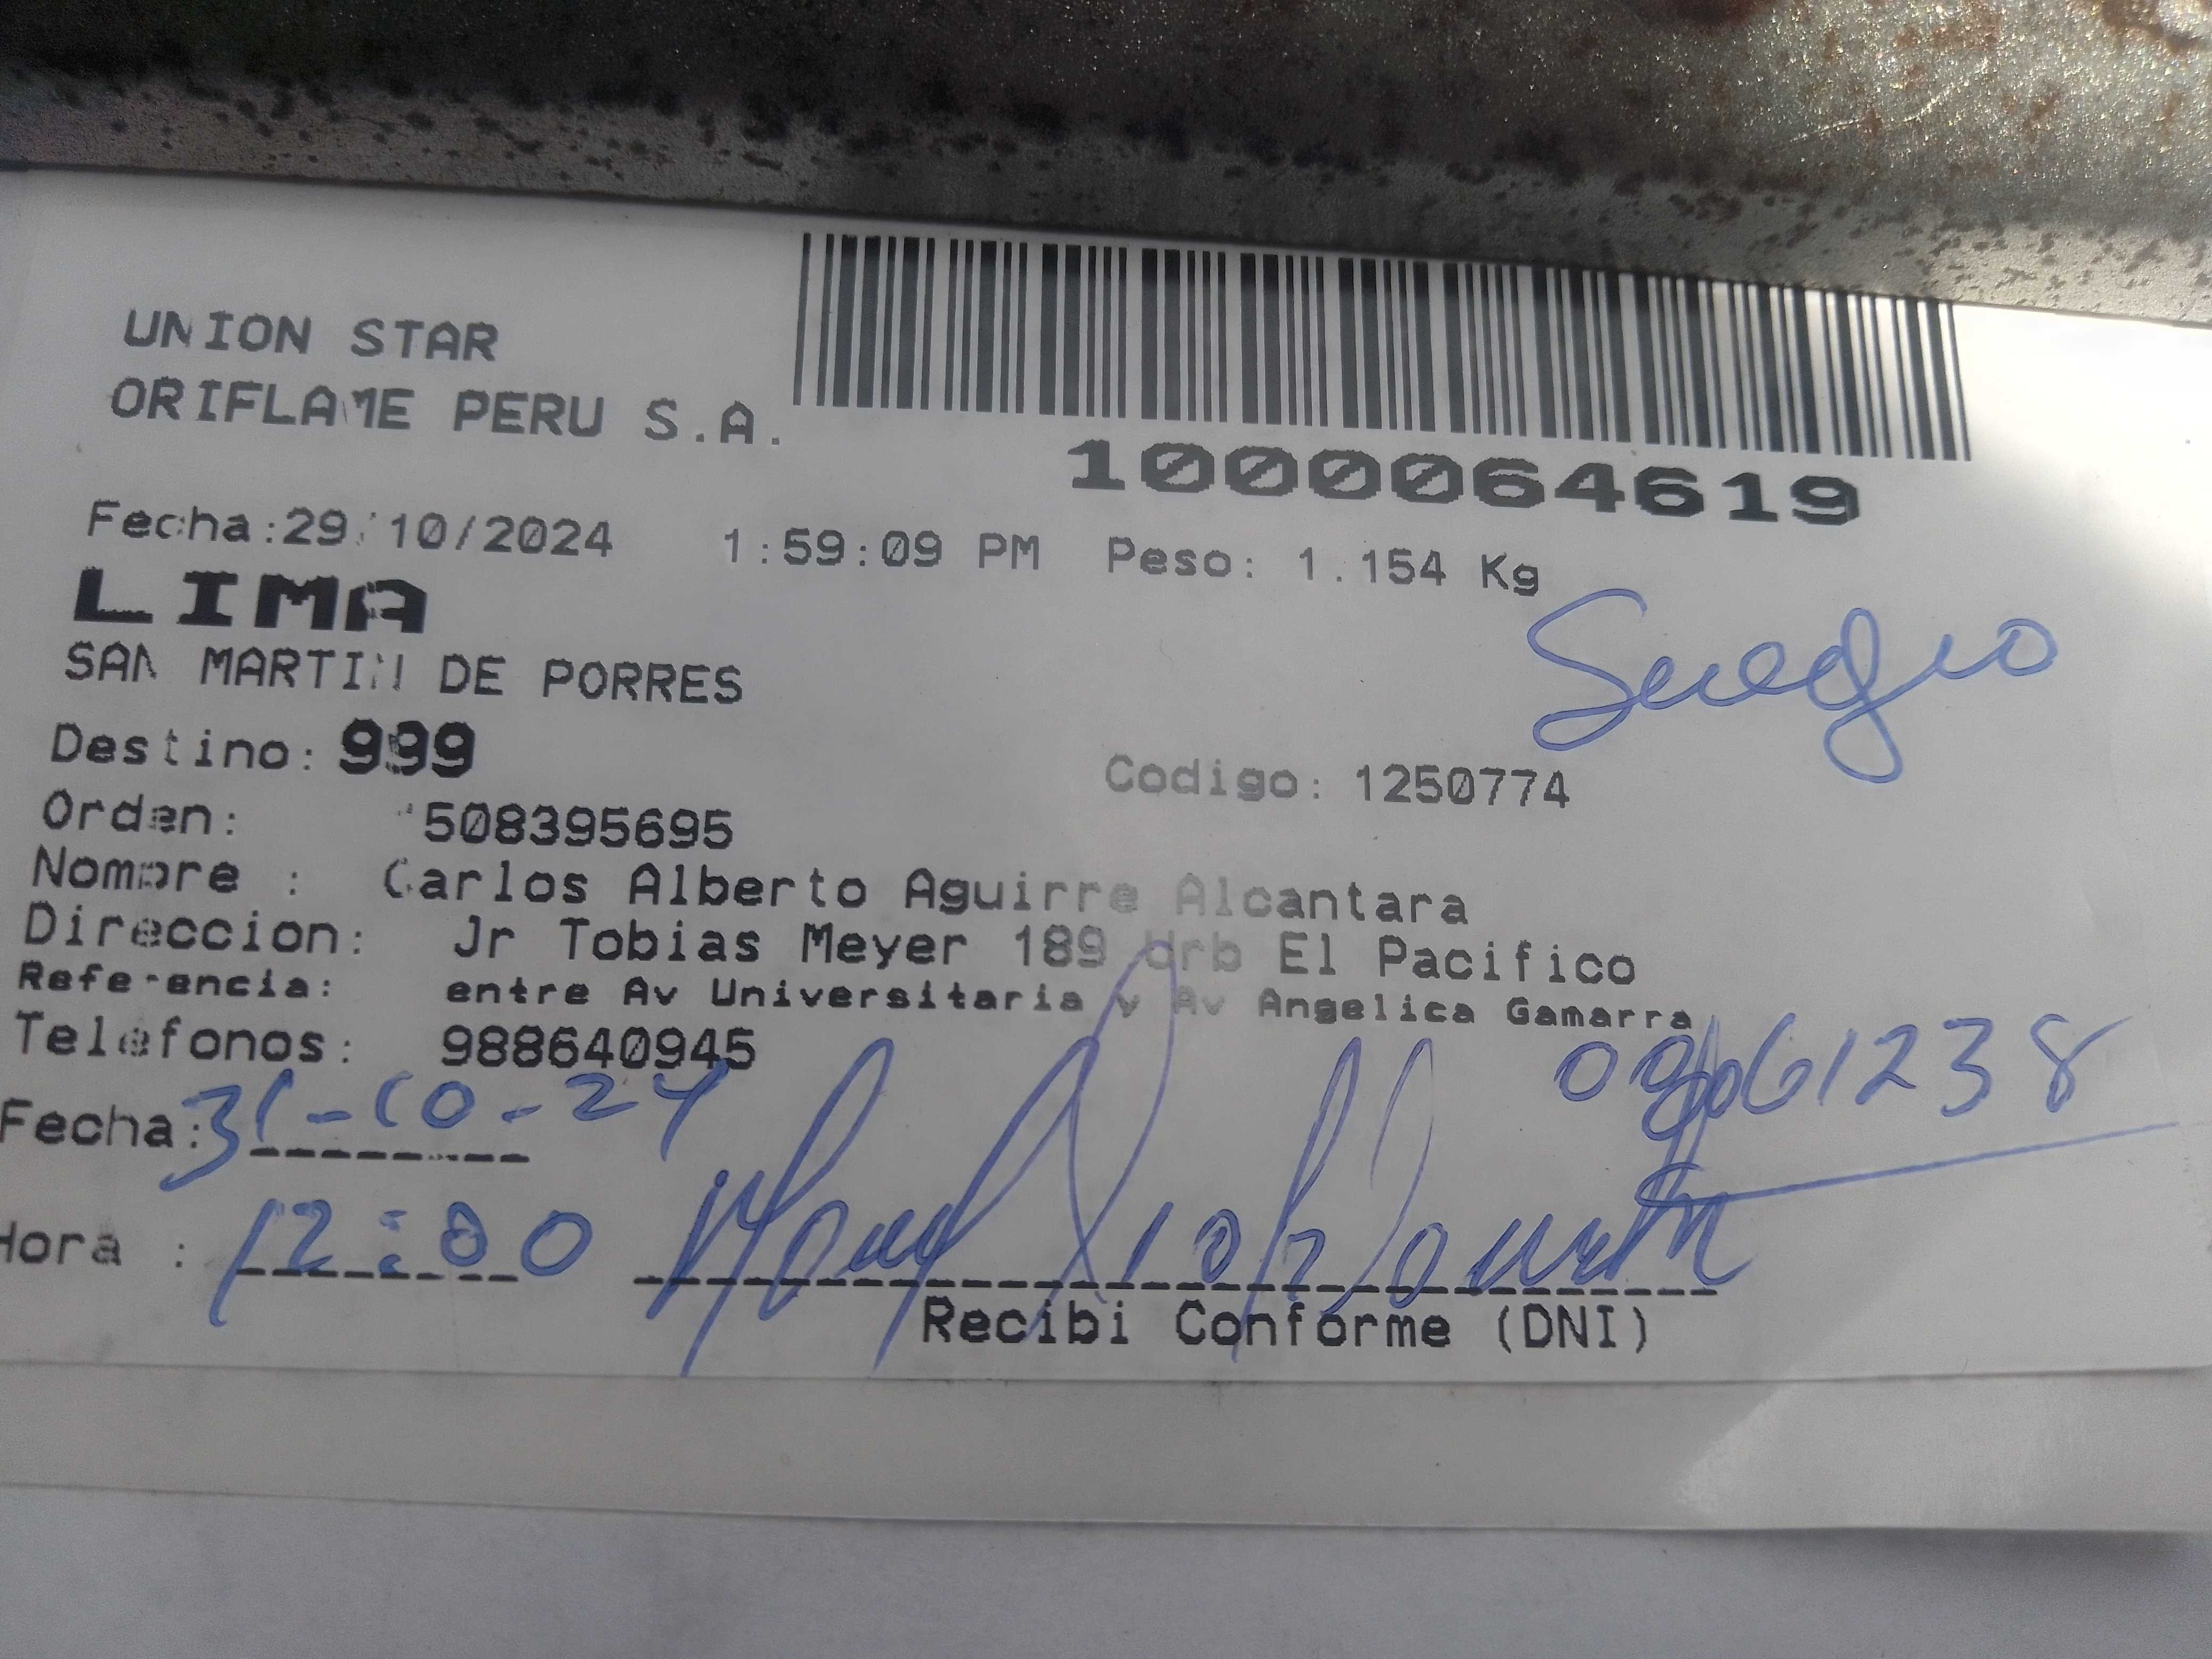 UNION STAR
ORIFLAME PERU S.A.
1000064619
Fecha:29/10/2024 1:59:09 PM Peso: 1.154 Kg
LIMA
SAN MARTIN DE PORRES
Suegro
Destino: 999
Codigo: 1250774
Orden: 508395695
Nombre : Carlos Alberto Aguirre Alcantara
Direccion: Jr Tobias Meyer 189 Urb El Pacifico
Referencia: entre Av Universitaria y Av Angelica Gamarra
Telefonos: 988640945
Fecha: 31-10-24
Hora : 12:00
Recibi Conforme (DNI)